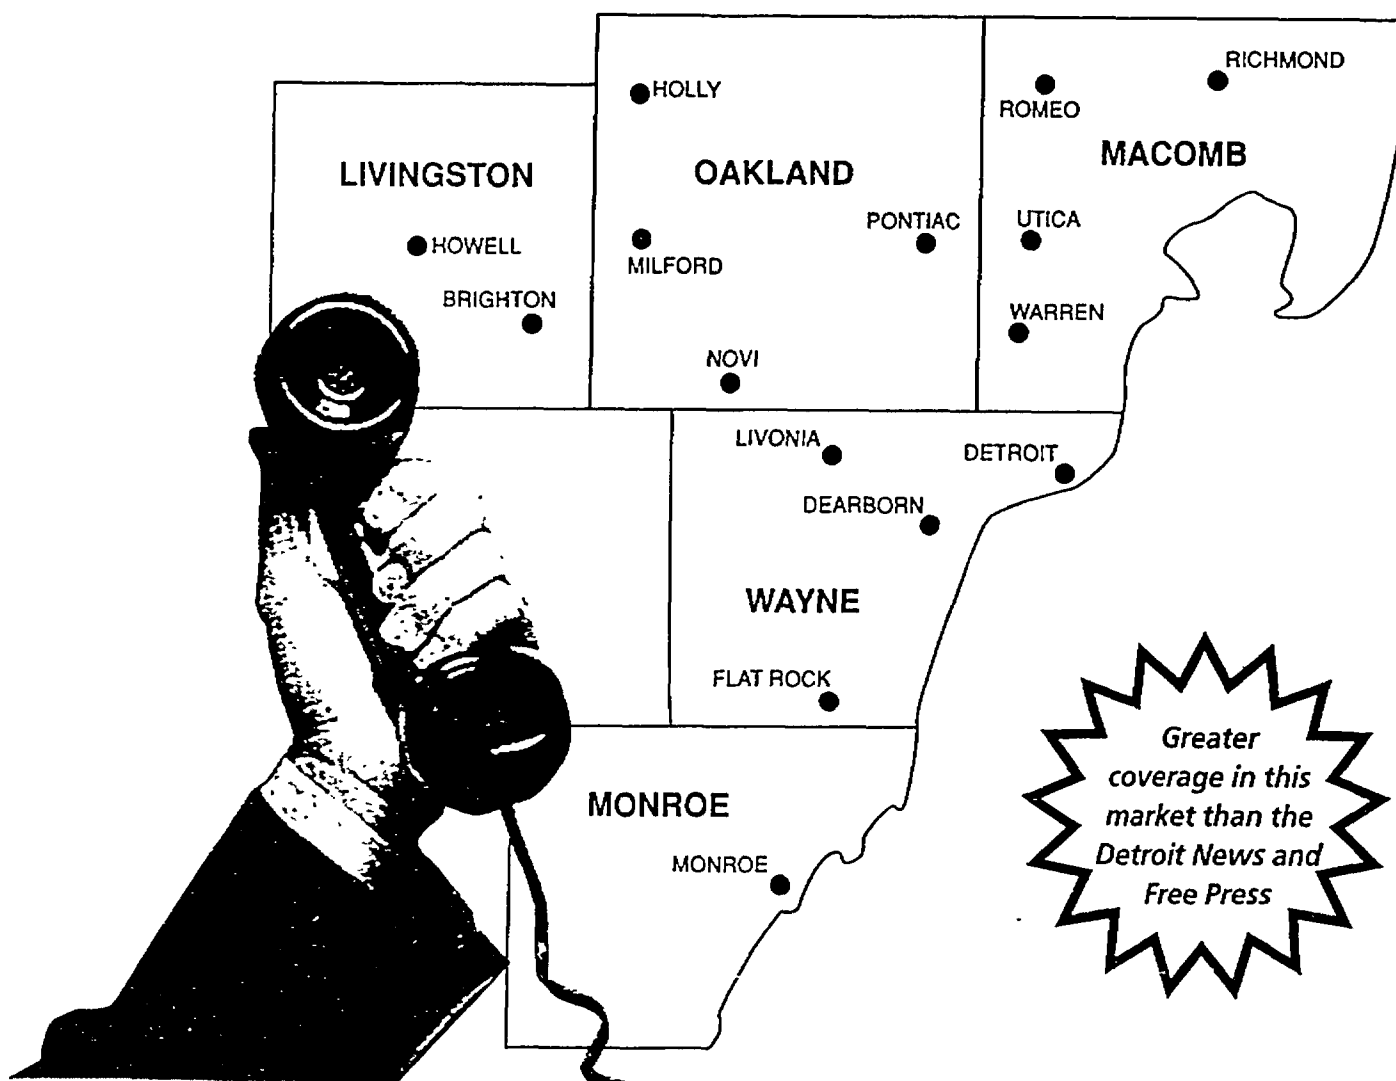 RICHMOND
HOLLY
ROMEO
LIVINGSTON
OAKLAND
MACOMB
PONTIAC
UTICA
HOWELL
MILFORD
BRIGHTON
WARREN
NOVI
LIVONIA
DETROIT
DEARBORN
WAYNE
FLAT ROCK
MONROE
MONROE
Greater
coverage in this
market than the
Detroit News and
Free Press